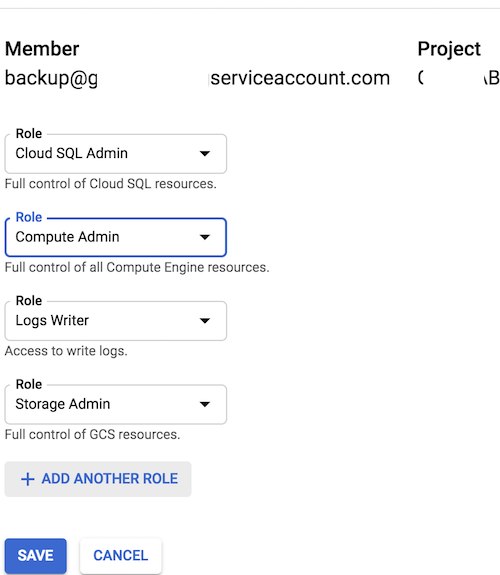 Member Project
backup@g serviceaccount.com
Role
Cloud SQL Admin
Full control of Cloud SQL resources.
Role
Compute Admin
Full control of all Compute Engine resources.
Role
Logs Writer
Access to write logs.
Role
Storage Admin
Full control of GCS resources.
+ ADD ANOTHER ROLE
SAVE CANCEL